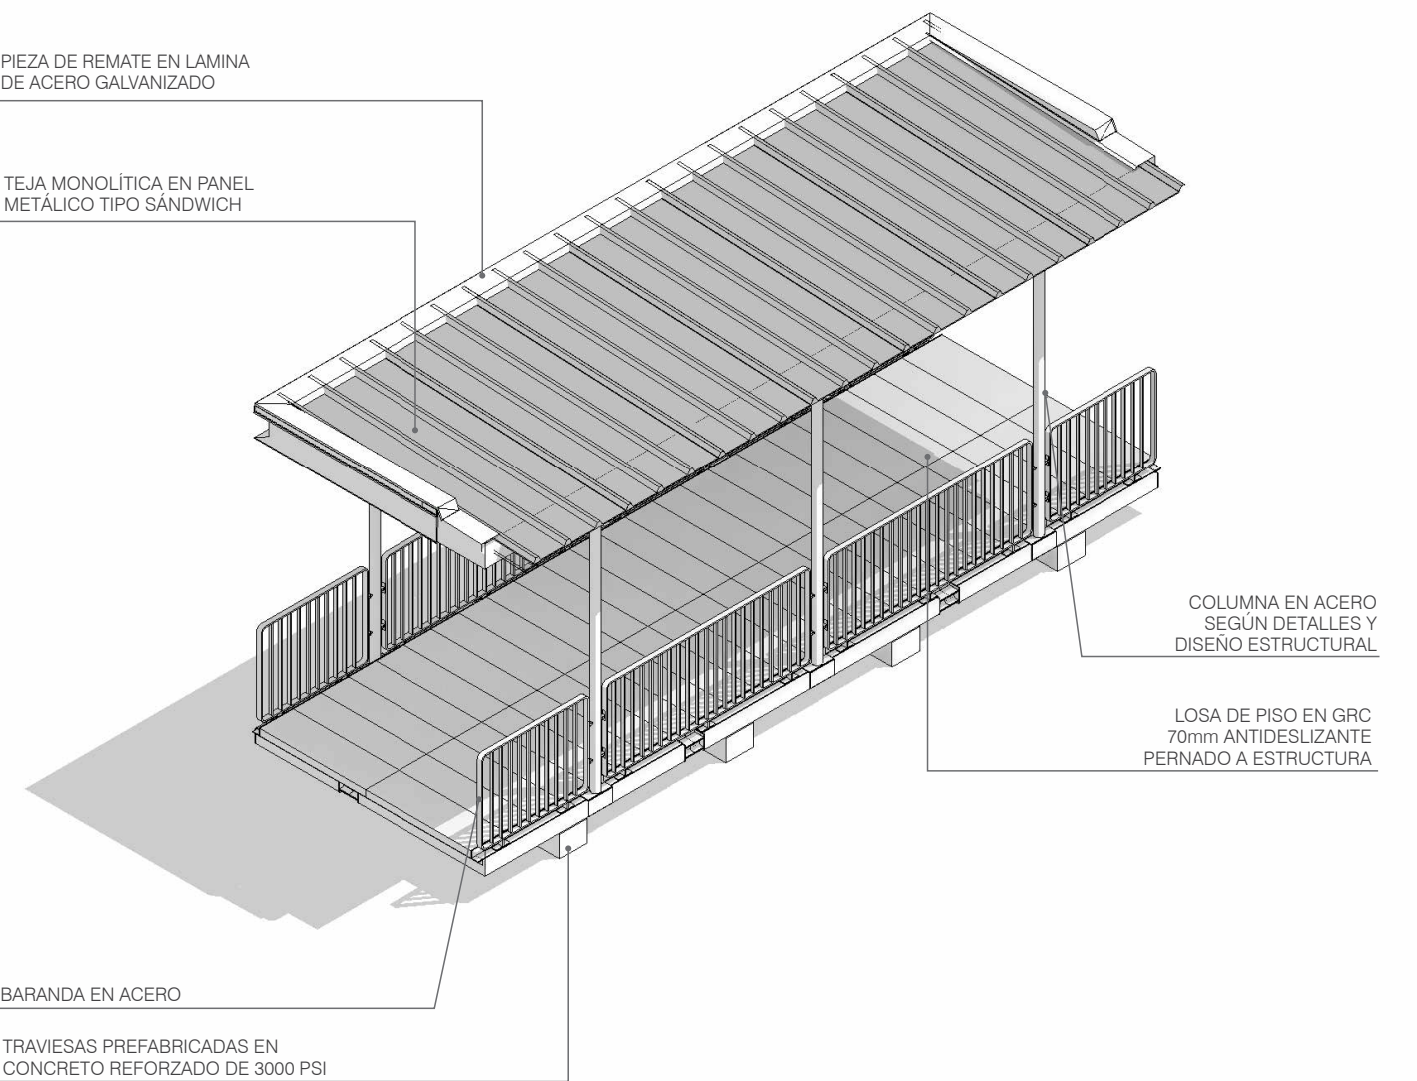 PIEZA DE REMATE EN LAMINA
DE ACERO GALVANIZADO
TEJA MONOLÍTICA EN PANEL
METÁLICO TIPO SÁNDWICH
COLUMNA EN ACERO
SEGÚN DETALLES Y
DISEÑO ESTRUCTURAL
LOSA DE PISO EN GRC
70mm ANTIDESLIZANTE
PERNADO A ESTRUCTURA
BARANDA EN ACERO
TRAVIESAS PREFABRICADAS EN
CONCRETO REFORZADO DE 3000 PSI